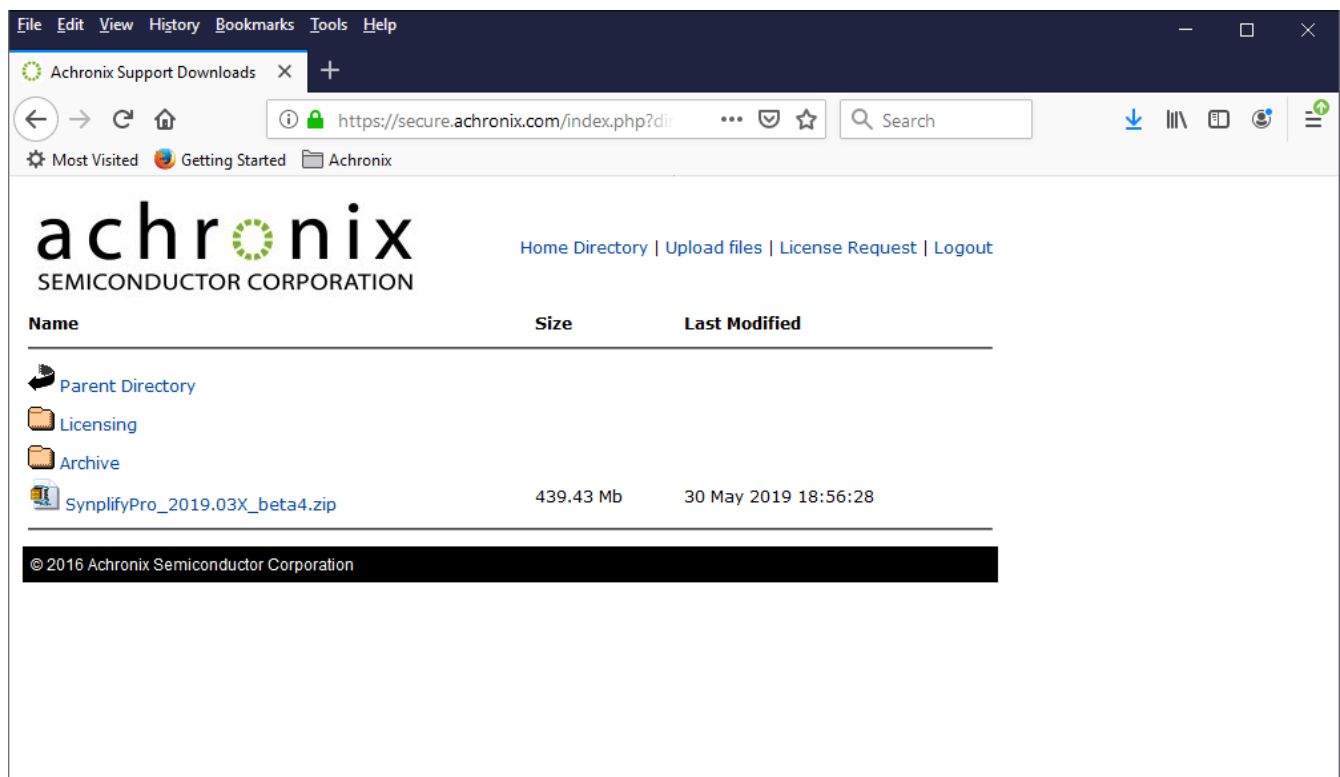 File Edit View History Bookmarks Tools Help
Achronix Support Downloads
https://secure.achronix.com/index.php?dir
Search
Most Visited Getting Started Achronix
achronix
SEMICONDUCTOR CORPORATION
Home Directory | Upload files | License Request | Logout
Name Size Last Modified
Parent Directory
Licensing
Archive
SynplifyPro_2019.03X_beta4.zip 439.43 Mb 30 May 2019 18:56:28
© 2016 Achronix Semiconductor Corporation